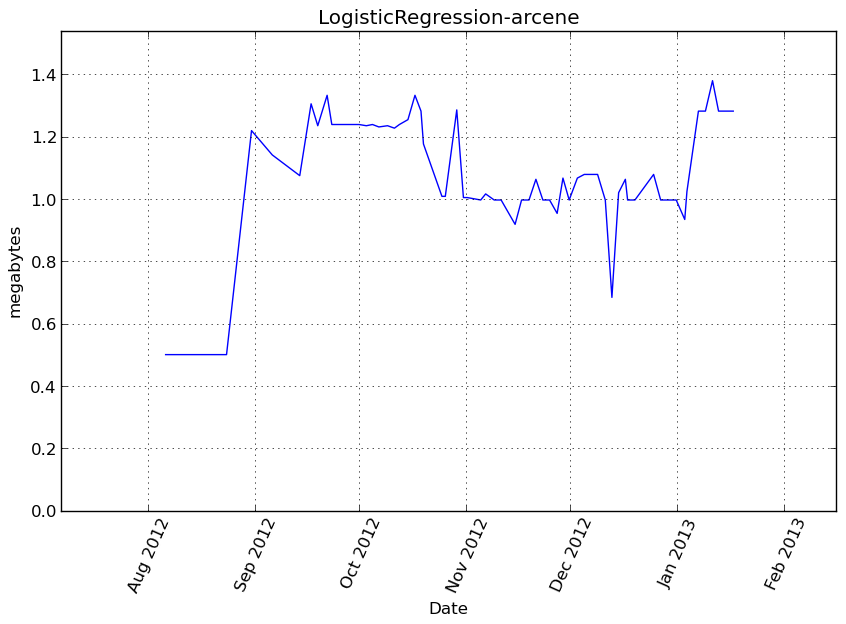 LogisticRegression-arcene
1.4
1.2
1.0
0.8
0.6
0.4
0.2
0.0
megabytes
Aug 2012
Sep 2012
Oct 2012
Nov 2012
Dec 2012
Jan 2013
Feb 2013
Date